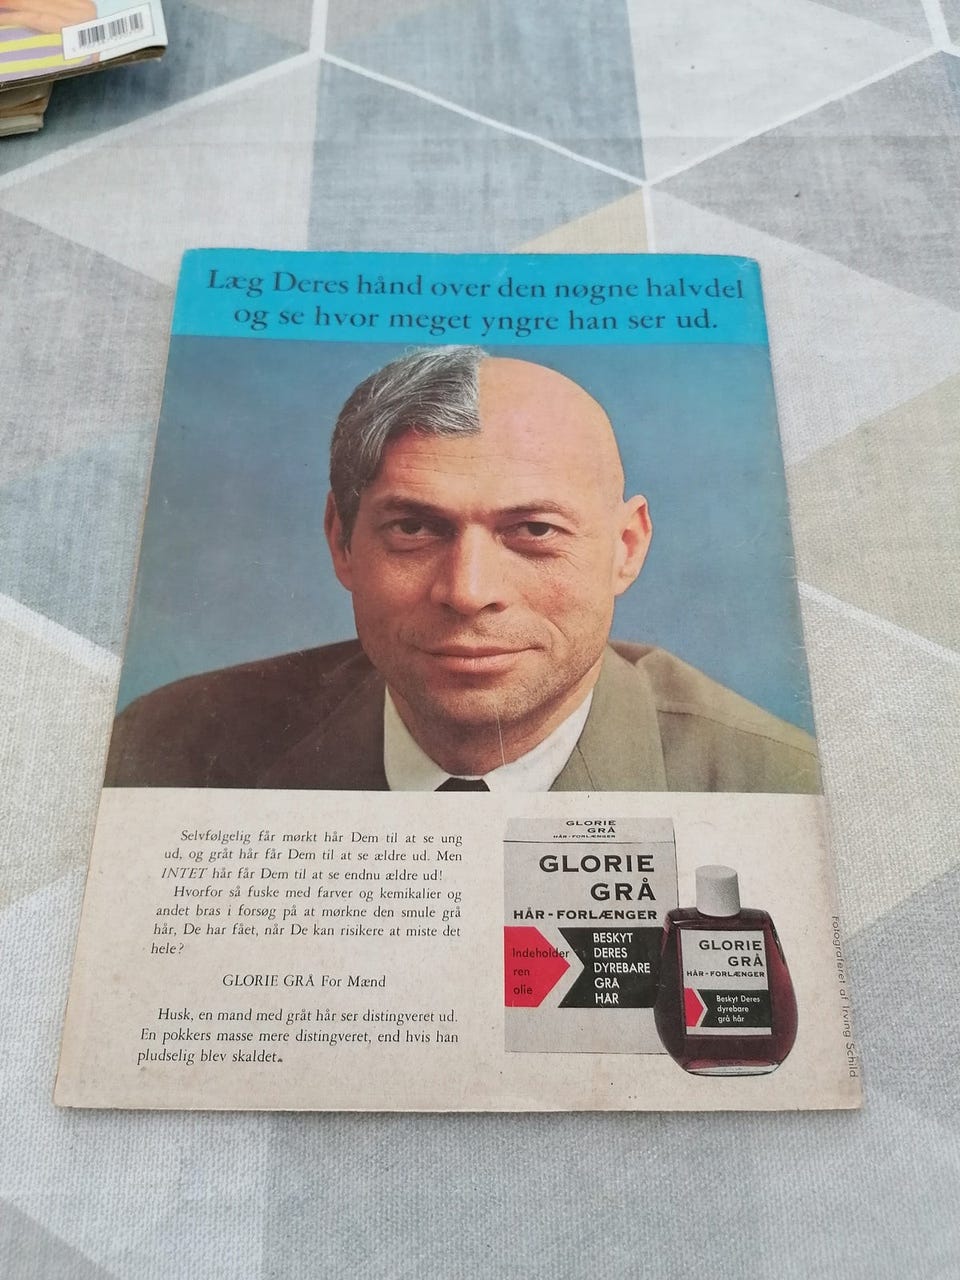 Læg Deres hånd over den nøgne halvdel
og se hvor meget yngre han ser ud.
Selvfølgelig får mørkt hår Dem til at se ung
ud, og gråt hår får Dem til at se ældre ud. Men
INTET hår får Dem til at se endnu ældre ud!
Hvorfor så fuske med farver og kemikalier og
andet bras i forsøg på at mørkne den smule grå
hår, De har fået, når De kan risikere at miste det
hele?
GLORIE GRÅ For Mænd
Husk, en mand med gråt hår ser distingveret ud.
En pokkers masse mere distingveret, end hvis han
pludselig blev skaldet.
GLORIE
GRÅ
HÅR-FORLÆNGER
GLORIE
GRÅ
HÅR-FORLÆNGER
Indeholder
ren
olie
BESKYT
DERES
DYREBARE
GRÅ
HÅR
GLORIE
GRÅ
HÅR-FORLÆNGER
Beskyt Deres
dyrebare
grå hår
Fotograferet af Irving Schild